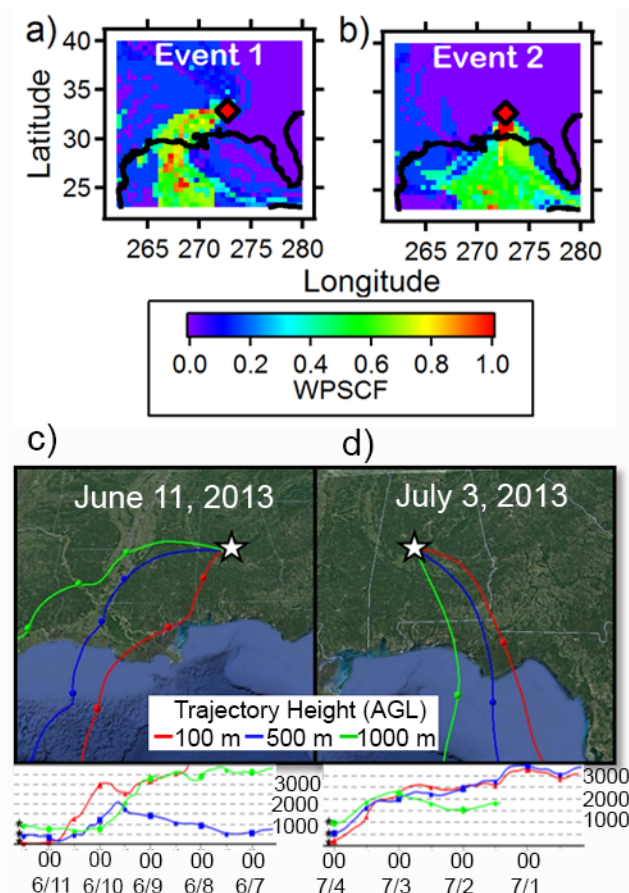 a)
b)
Event 1
Event 2
40
35
30
25
Latitude
265 270 275 280
265 270 275 280
Longitude
0.0 0.2 0.4 0.6 0.8 1.0
WPSCF
c)
d)
June 11, 2013
July 3, 2013
Trajectory Height (AGL)
100 m 500 m 1000 m
3000
2000
1000
3000
2000
1000
00 00 00 00 00
00 00 00 00
6/11 6/10 6/9 6/8 6/7
7/4 7/3 7/2 7/1